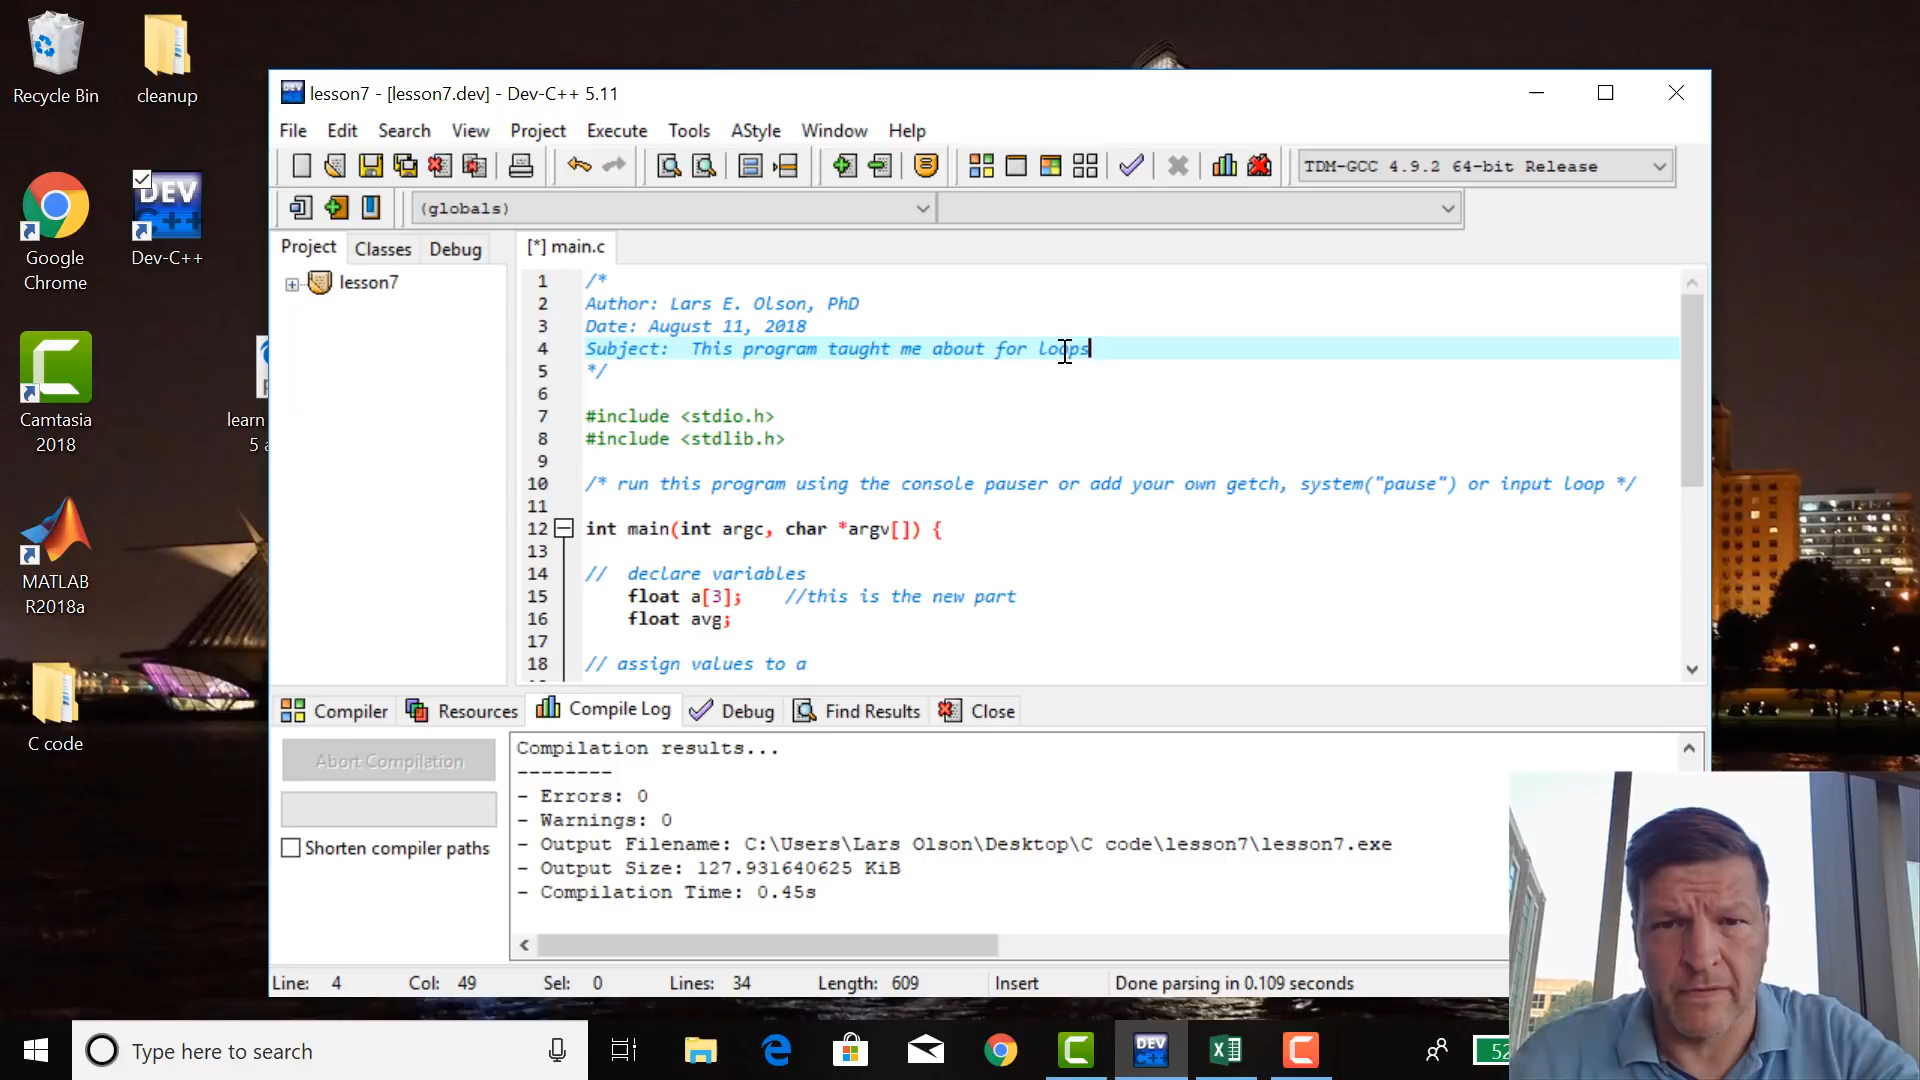 Recycle Bin
cleanup
Google
Chrome
DEV
C++
Dev-C++
Camtasia
2018
learn
5 a
MATLAB
R2018a
C code
lesson7 - [lesson7.dev] - Dev-C++ 5.11
File Edit Search View Project Execute Tools AStyle Window Help
TDM-GCC 4.9.2 64-bit Release
(globals)
Project Classes Debug
[*] main.c
lesson7
1 /*
2 Author: Lars E. Olson, PhD
3 Date: August 11, 2018
4 Subject:  This program taught me about for loops
5 */
6
7 #include <stdio.h>
8 #include <stdlib.h>
9
10 /* run this program using the console pauser or add your own getch, system("pause") or input loop */
11
12 int main(int argc, char *argv[]) {
13
14 //  declare variables
15 float a[3];    //this is the new part
16 float avg;
17
18 // assign values to a
Compiler Resources Compile Log Debug Find Results Close
Abort Compilation
Shorten compiler paths
Compilation results...
--------
- Errors: 0
- Warnings: 0
- Output Filename: C:\Users\Lars Olson\Desktop\C code\lesson7\lesson7.exe
- Output Size: 127.931640625 KiB
- Compilation Time: 0.45s
Line: 4 Col: 49 Sel: 0 Lines: 34 Length: 609 Insert Done parsing in 0.109 seconds
Type here to search
DEV
C++
52